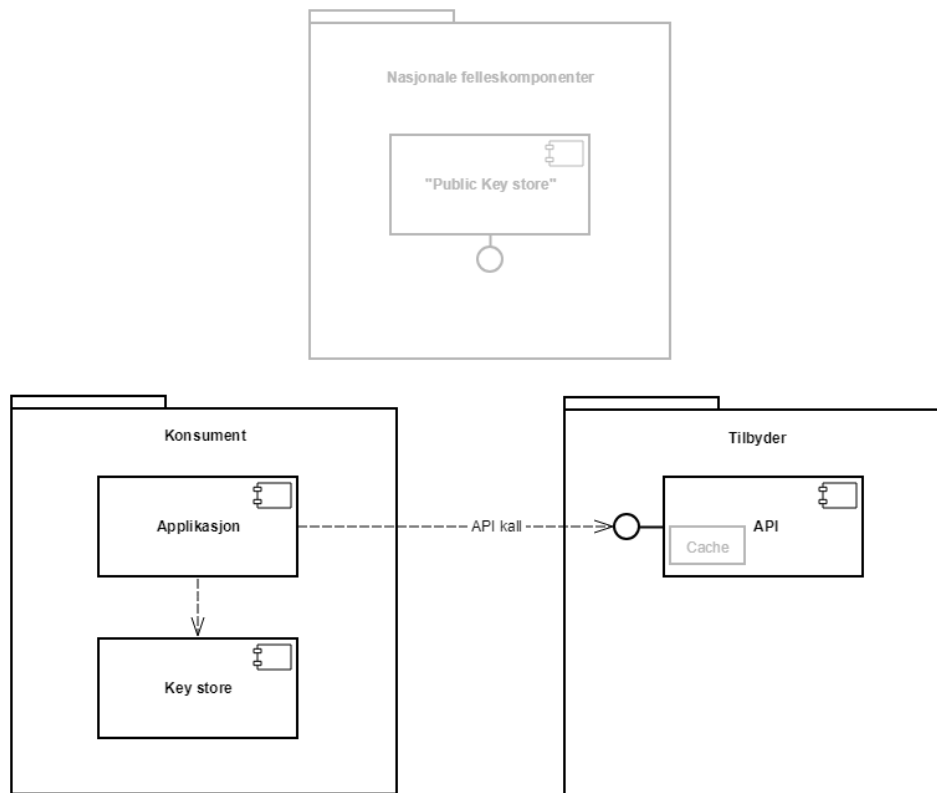 Nasjonale felleskomponenter
"Public Key store"
Konsument
Tilbyder
Applikasjon
API kall
API
Cache
Key store